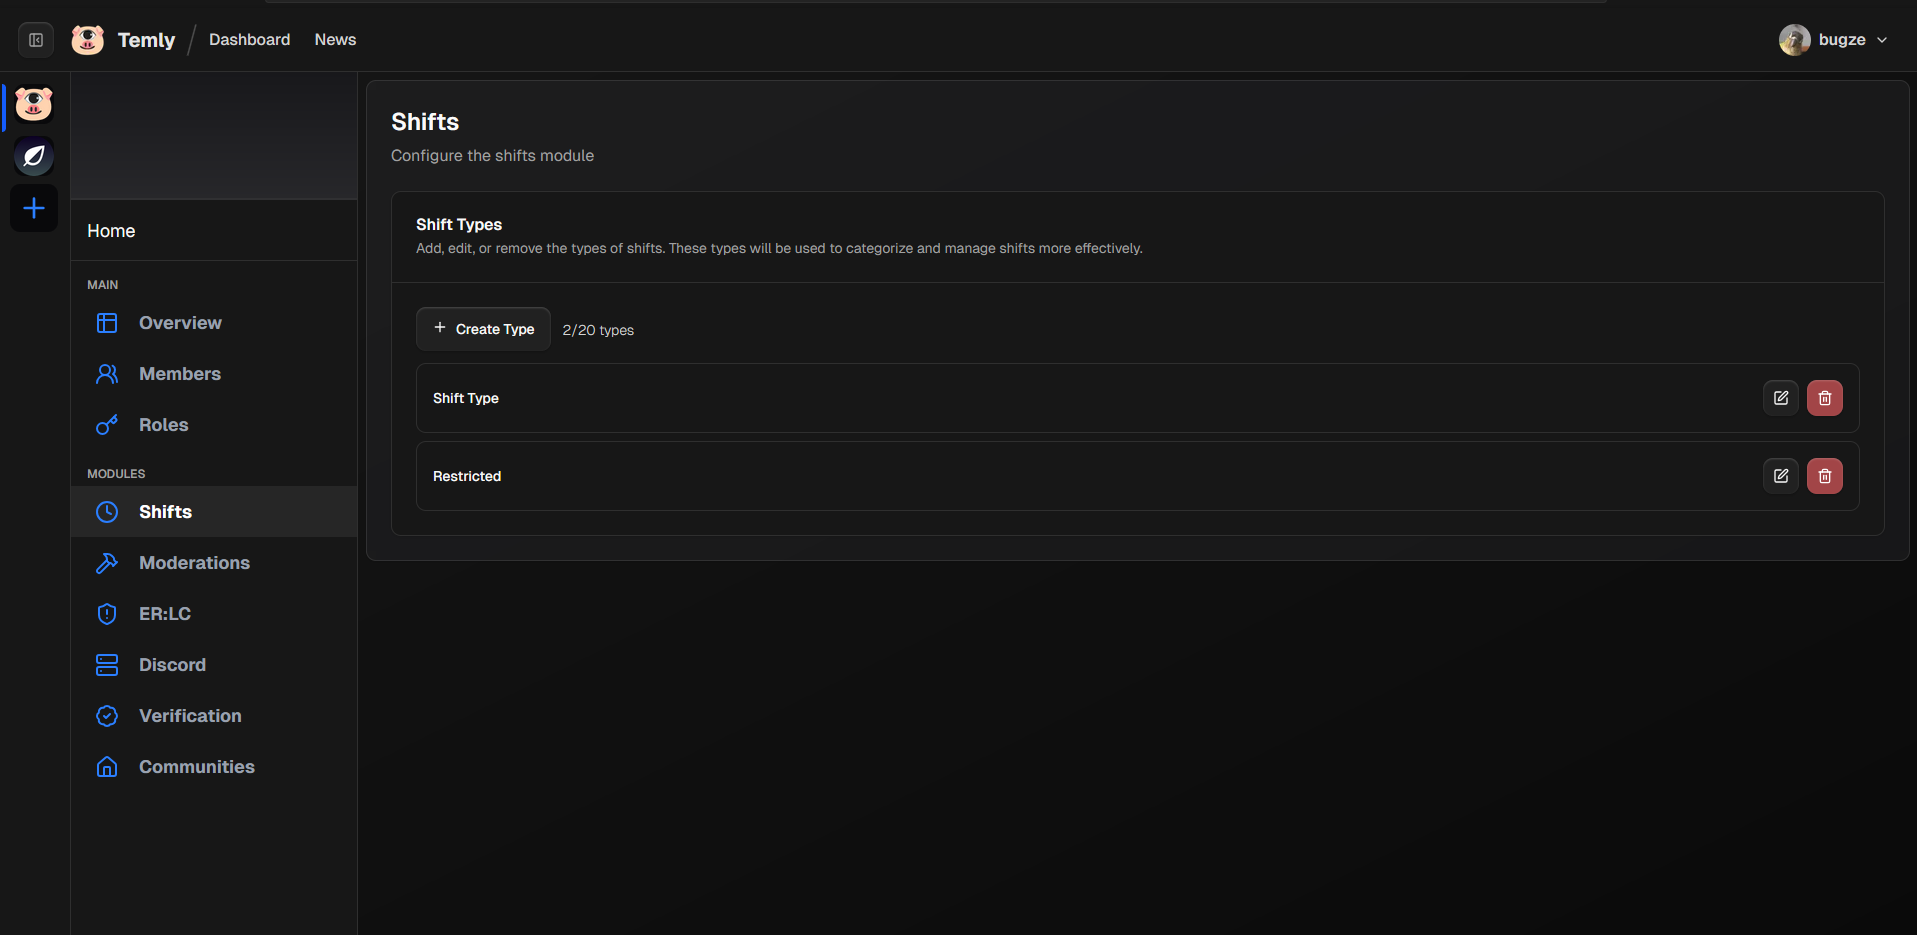 Temly
Dashboard
News
bugze
Home
MAIN
Overview
Members
Roles
MODULES
Shifts
Moderations
ER:LC
Discord
Verification
Communities
Shifts
Configure the shifts module
Shift Types
Add, edit, or remove the types of shifts. These types will be used to categorize and manage shifts more effectively.
Create Type
2/20 types
Shift Type
Restricted